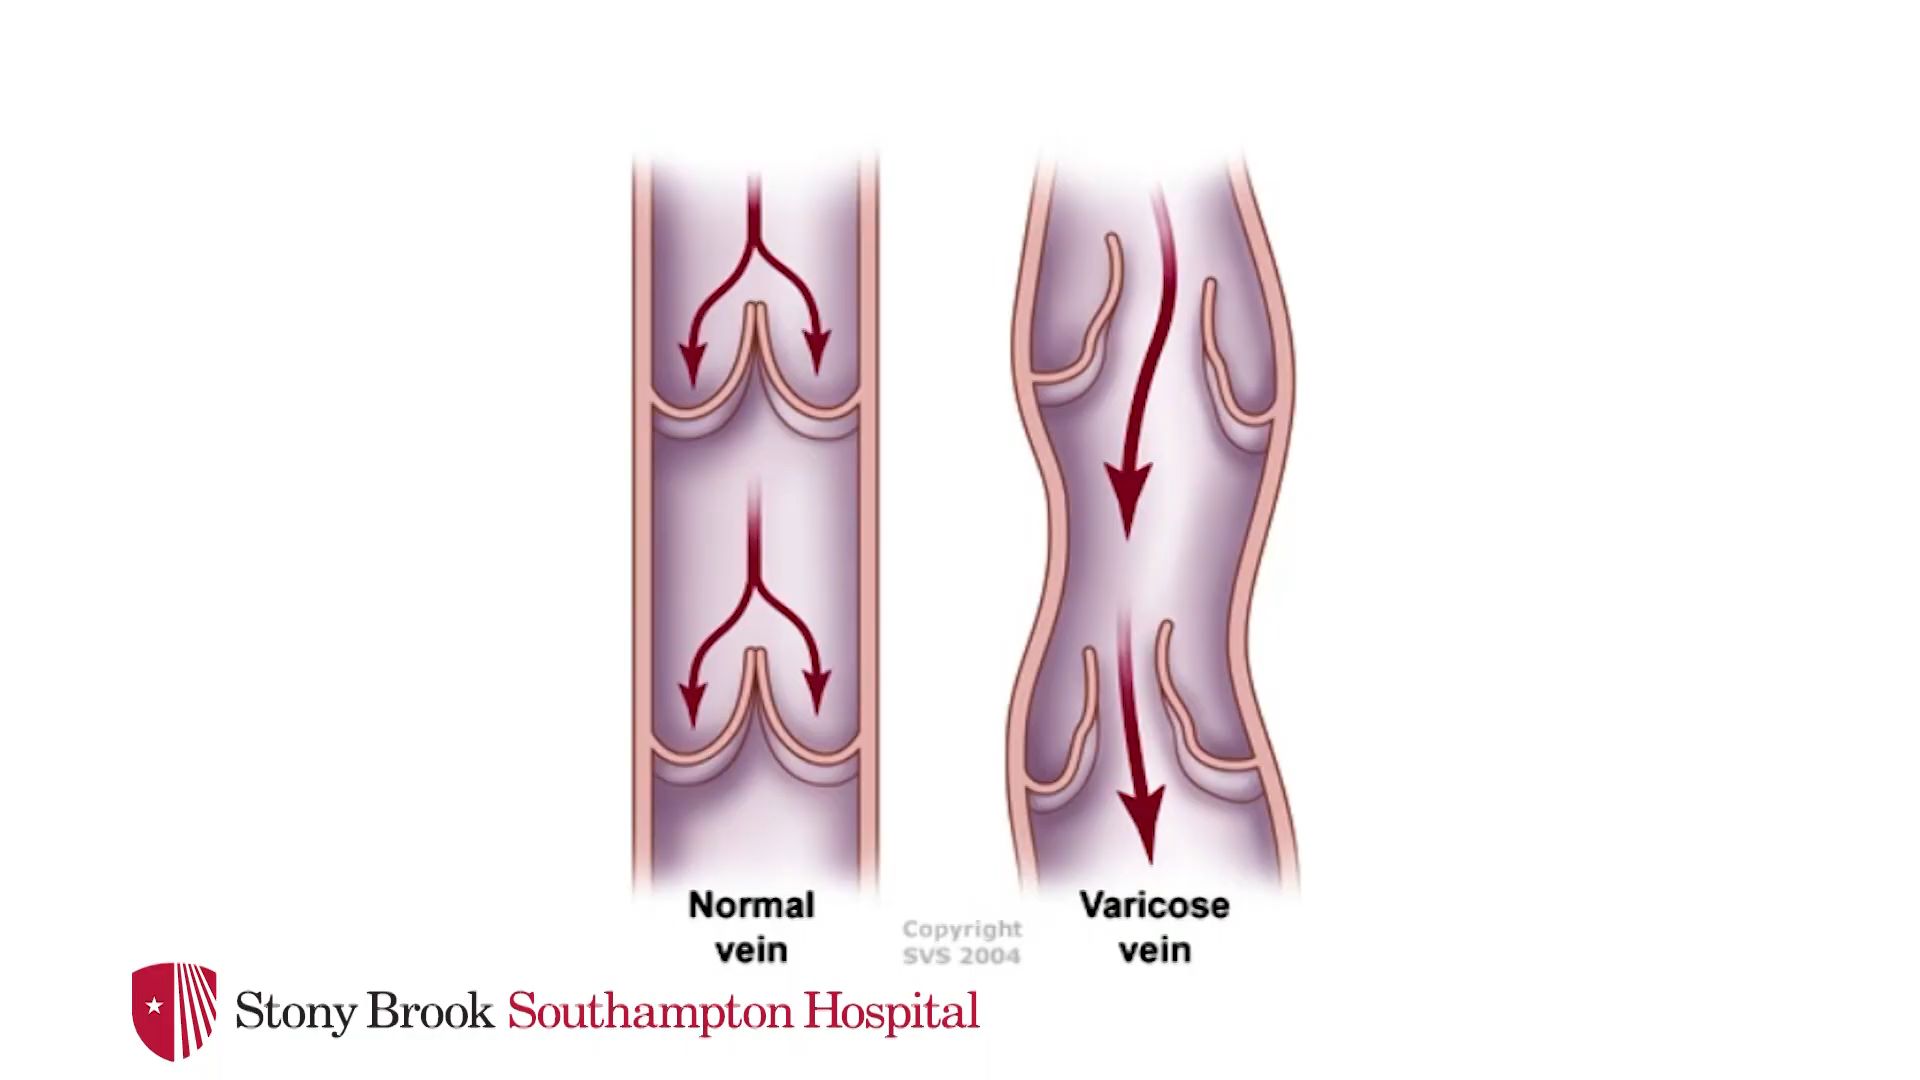 Normal
vein
Copyright
SVS 2004
Varicose
vein
Stony Brook Southampton Hospital